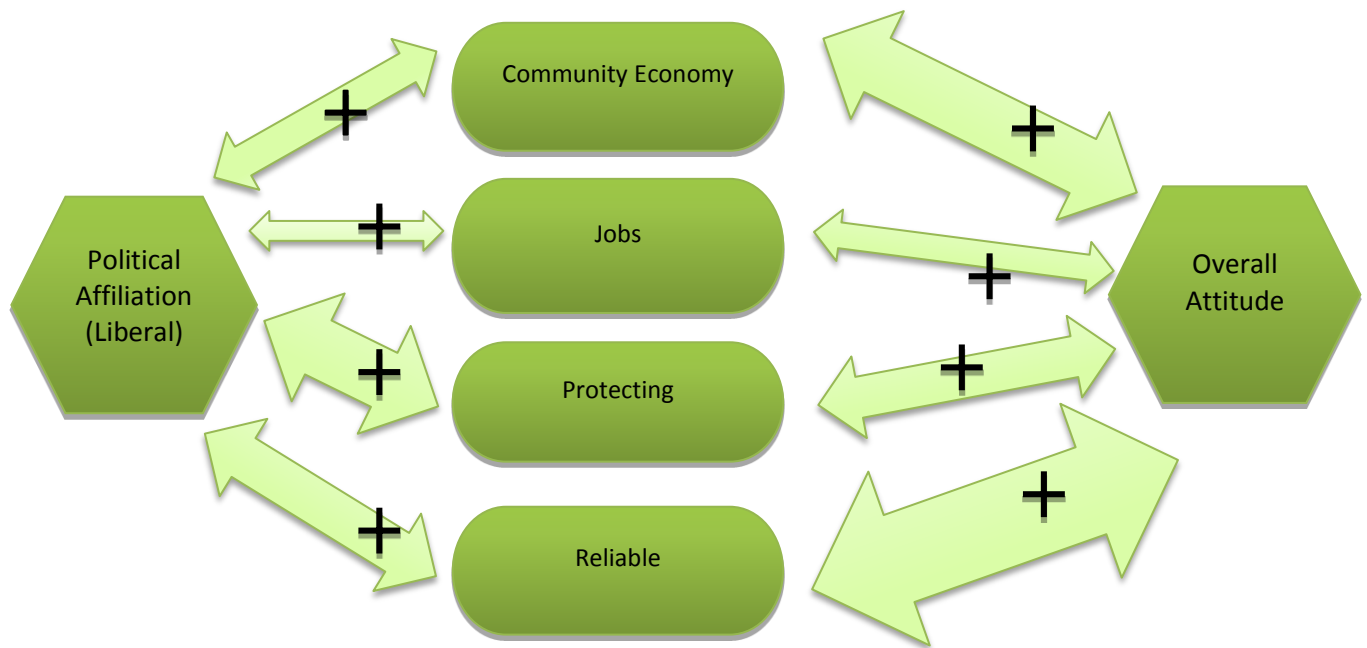 Community Economy
+
+
Jobs
+
+
Political
Affiliation
(Liberal)
Overall
Attitude
Protecting
+
+
Reliable
+
+